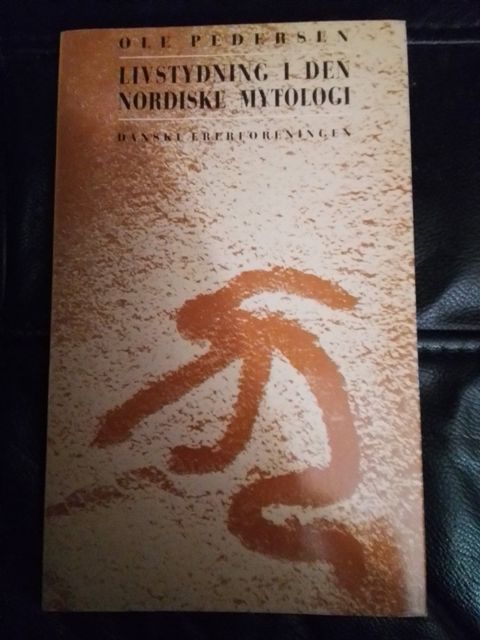 OLE PEDERSEN
LIVSTYDNING I DEN
NORDISKE MYTOLOGI
DANSKLÆRERFORENINGEN